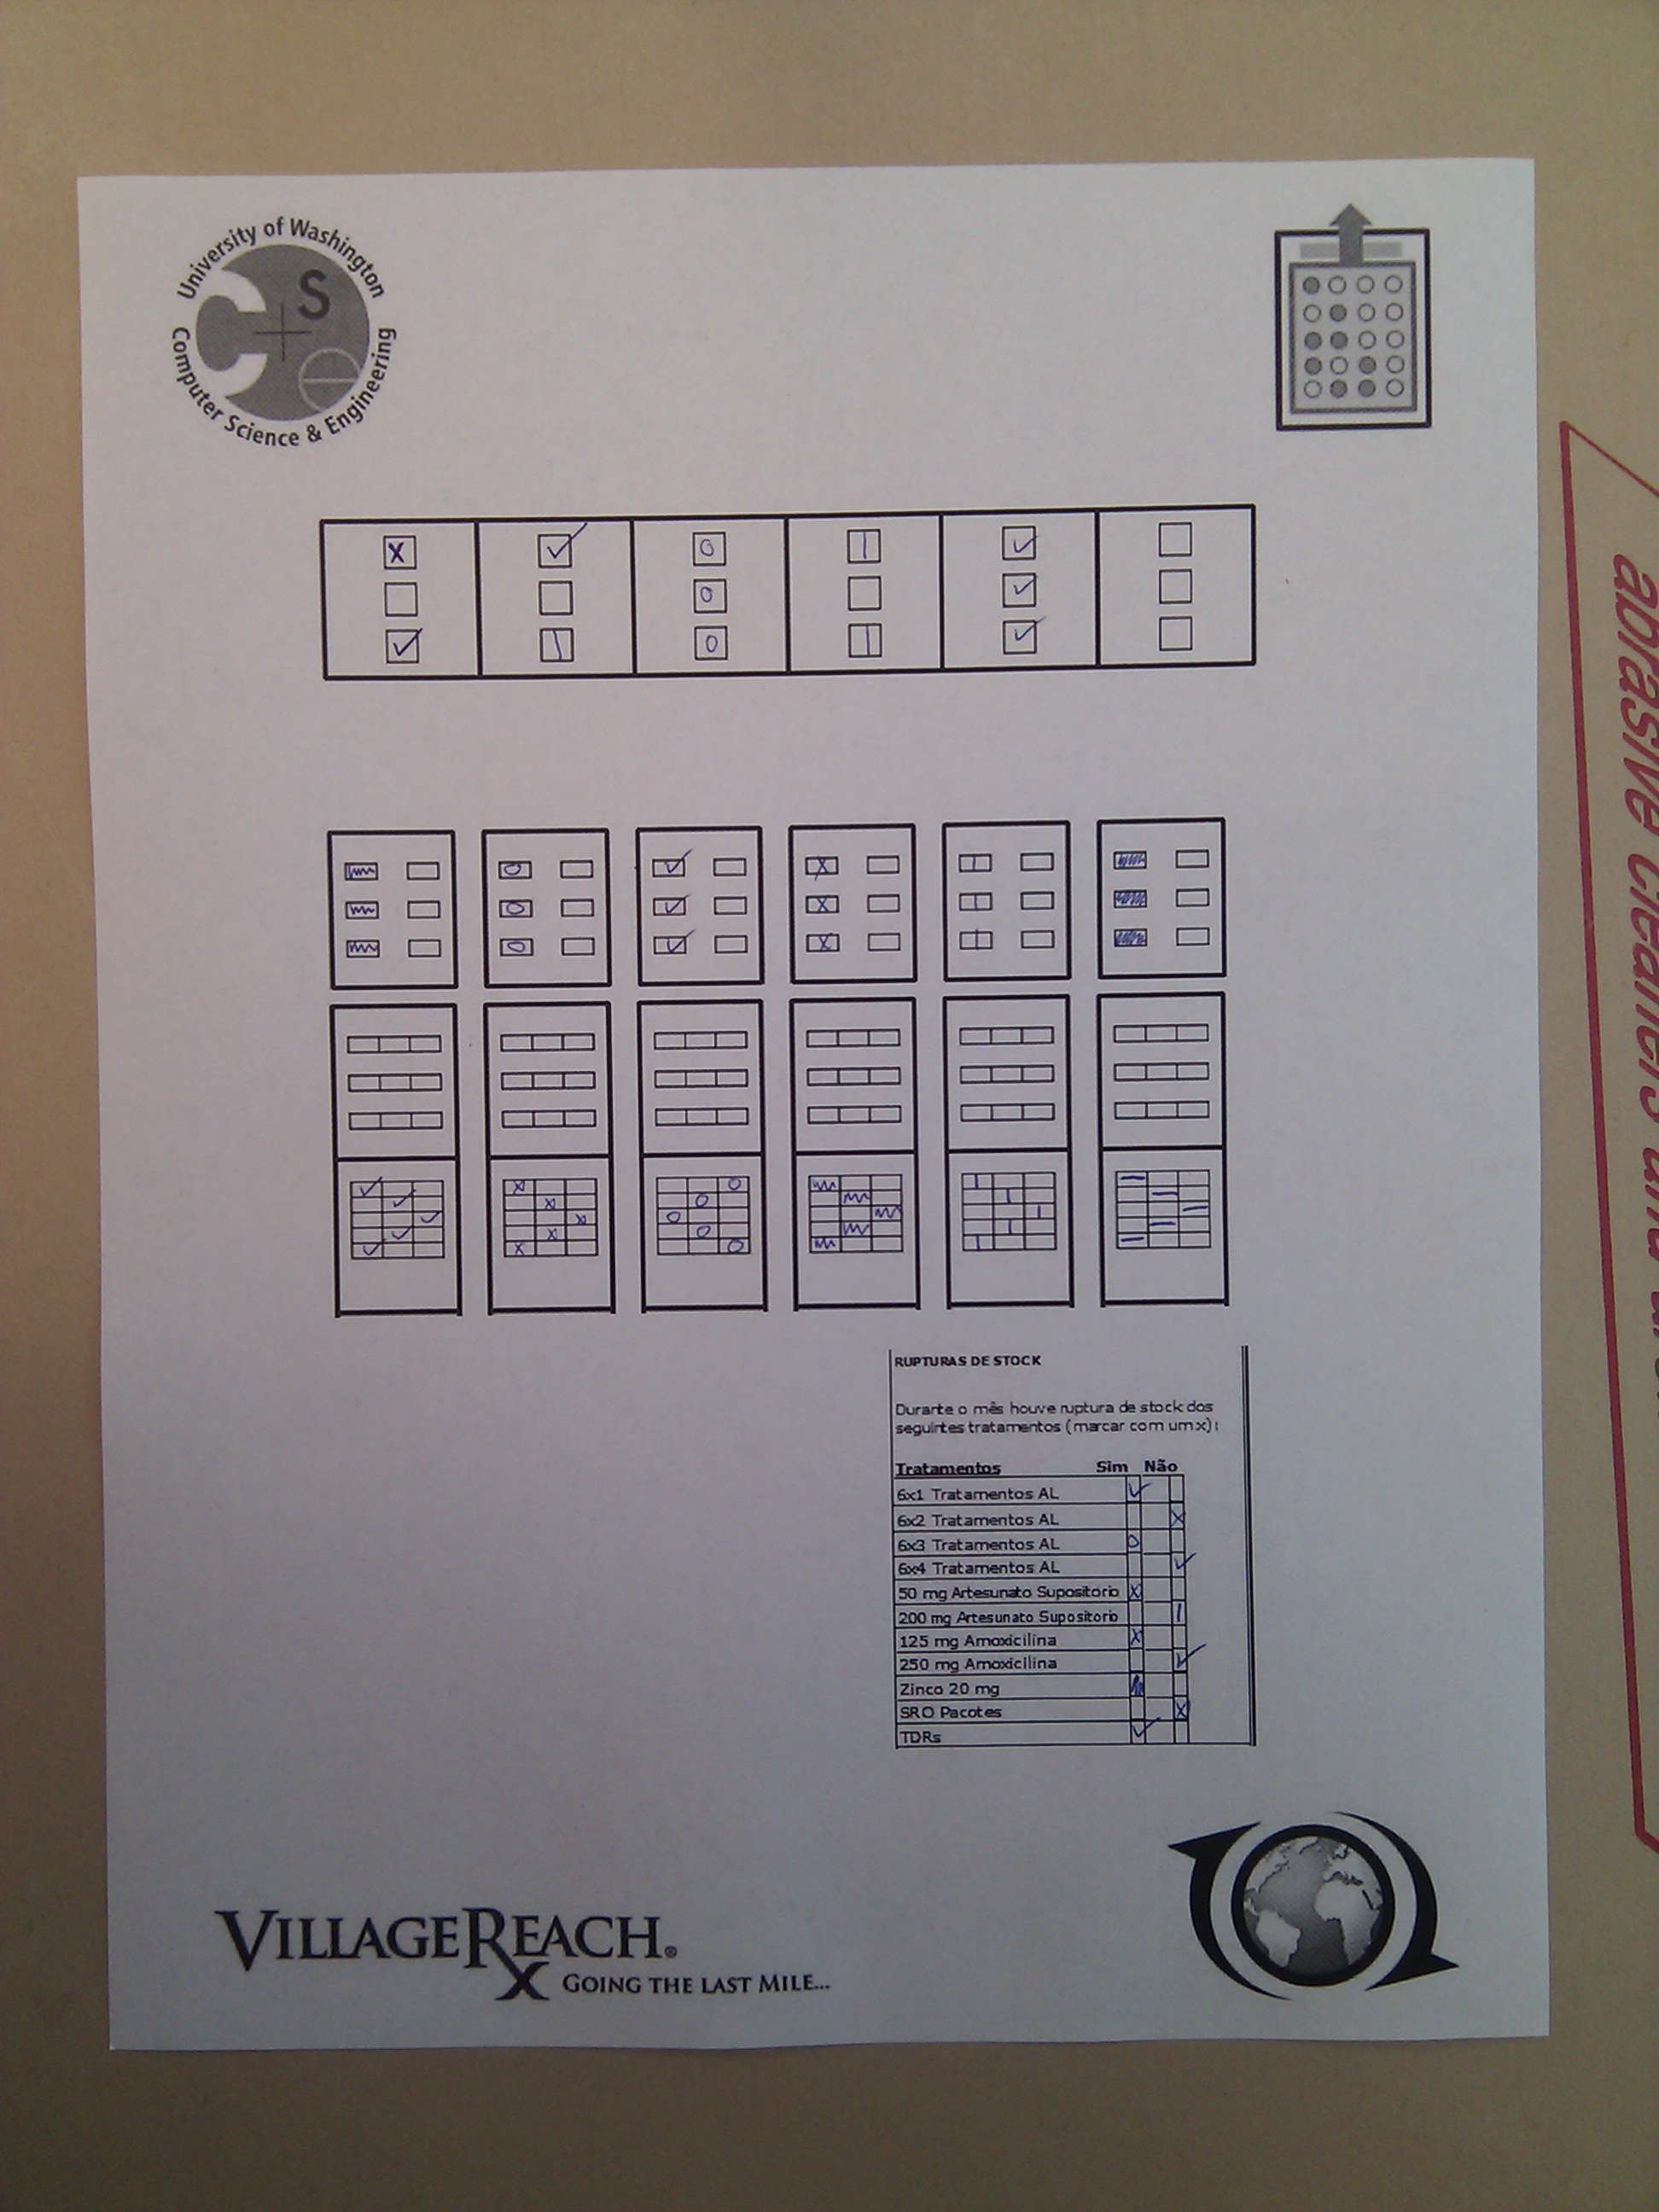 University of Washington
C S
Computer Science & Engineering
abrasive cleaners and
RUPTURAS DE STOCK
Durante o mês houve ruptura de stock dos
seguintes tratamentos (marcar com um x):
Tratamentos Sim Não
6x1 Tratamentos AL ✓
6x2 Tratamentos AL X
6x3 Tratamentos AL O
6x4 Tratamentos AL ✓
50 mg Artesunato Supositorio X
200 mg Artesunato Supositorio |
125 mg Amoxicilina X
250 mg Amoxicilina ✓
Zinco 20 mg
SRO Pacotes X
TDRs ✓
VILLAGEREACH®
GOING THE LAST MILE...